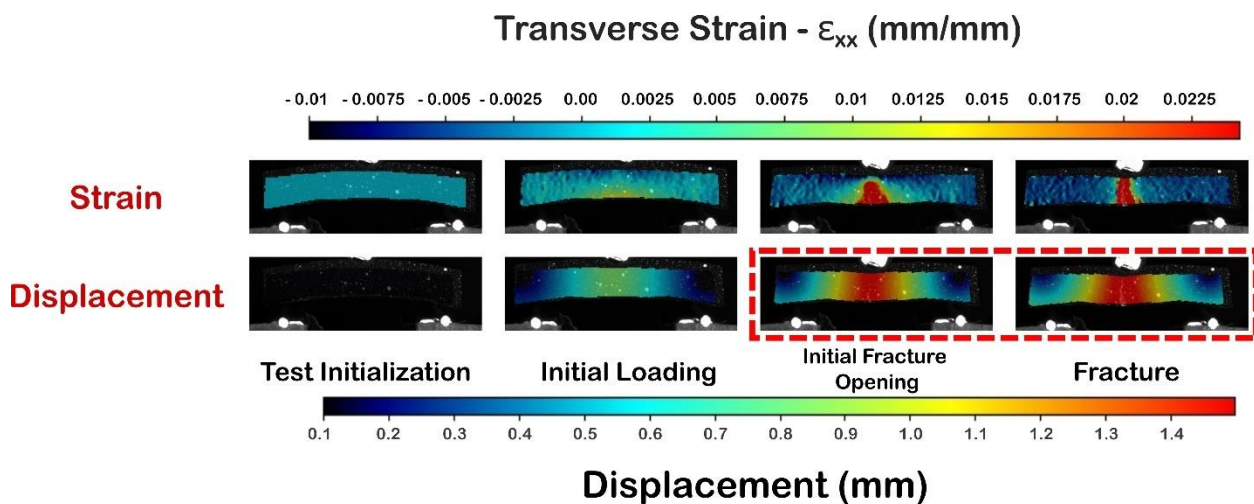 Transverse Strain - Ɛxx (mm/mm)
- 0.01 - 0.0075 - 0.005 - 0.0025 0.00 0.0025 0.005 0.0075 0.01 0.0125 0.015 0.0175 0.02 0.0225
Strain
Displacement
Test Initialization Initial Loading Initial Fracture Opening Fracture
0.1 0.2 0.3 0.4 0.5 0.6 0.7 0.8 0.9 1.0 1.1 1.2 1.3 1.4
Displacement (mm)